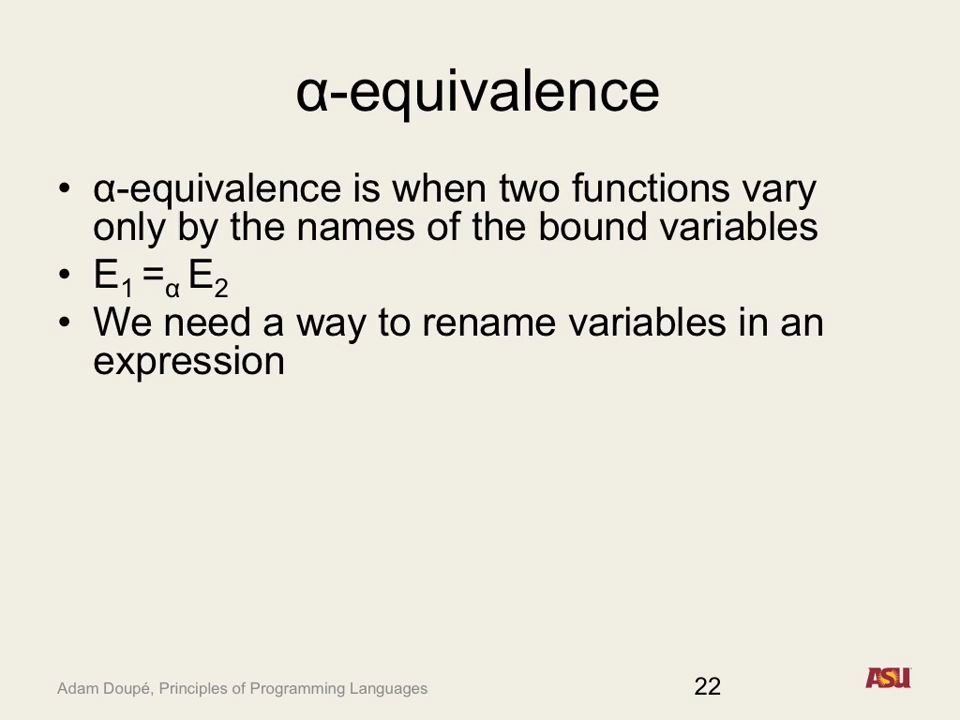 α-equivalence
• α-equivalence is when two functions vary
only by the names of the bound variables
• E₁ =α E₂
• We need a way to rename variables in an
expression
Adam Doupé, Principles of Programming Languages
22
ASU